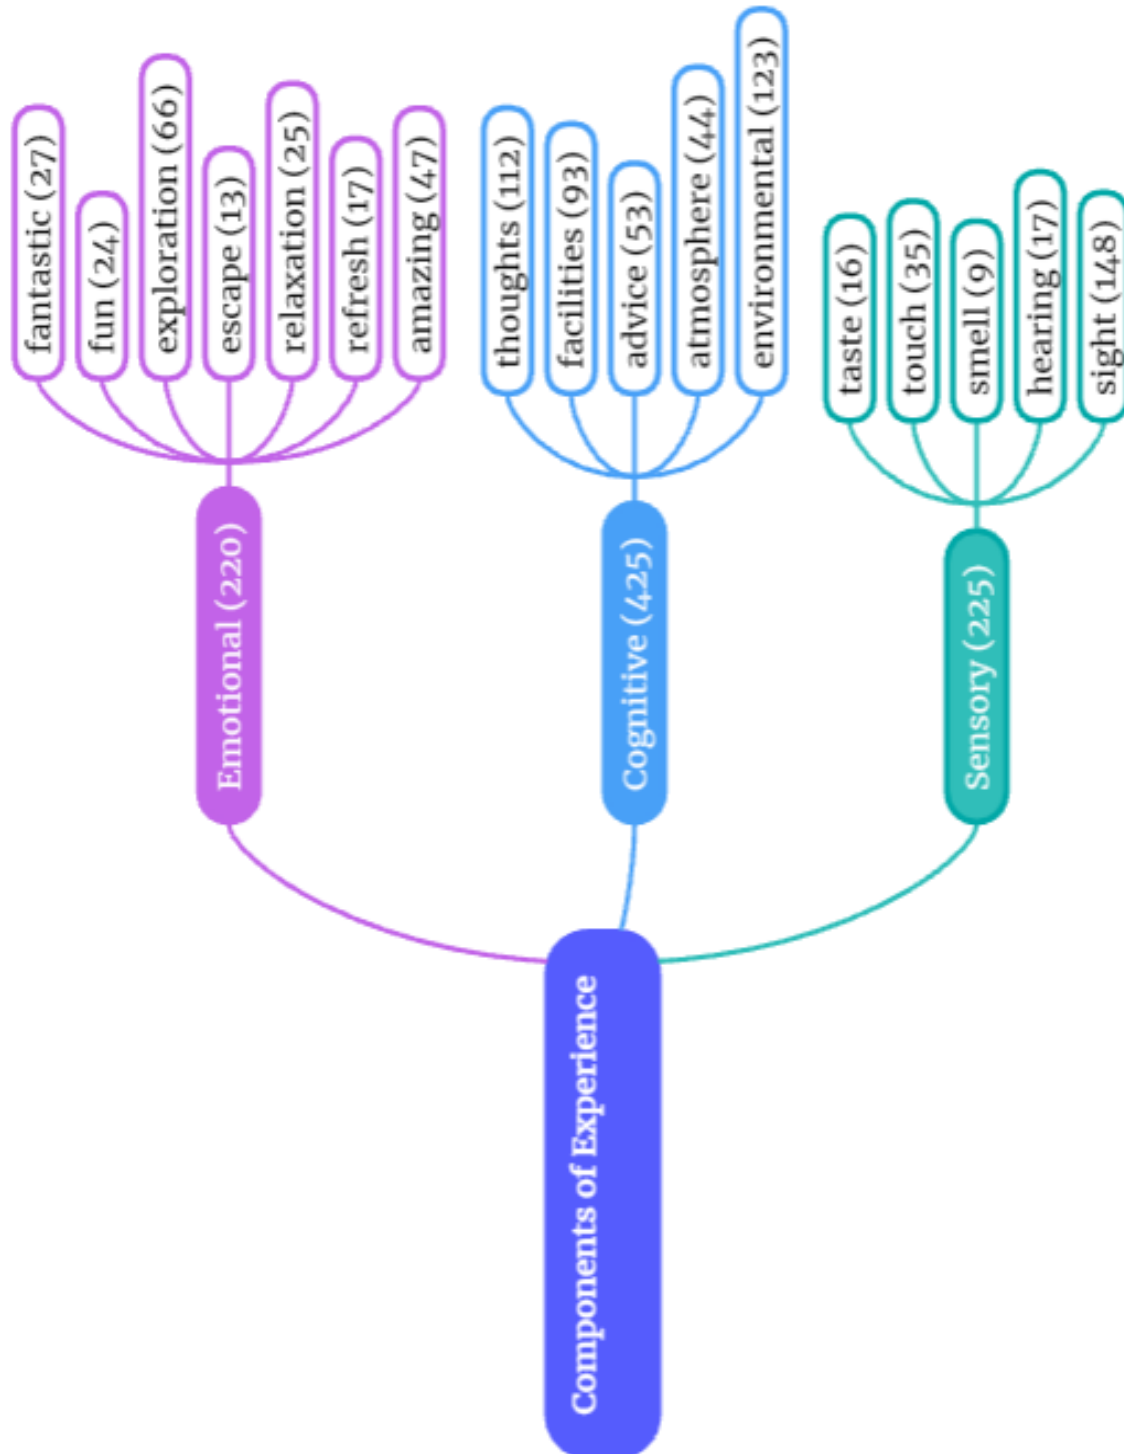 Components of Experience
Emotional (220)
fantastic (27)
fun (24)
exploration (66)
escape (13)
relaxation (25)
refresh (17)
amazing (47)
Cognitive (425)
thoughts (112)
facilities (93)
advice (53)
atmosphere (44)
environmental (123)
Sensory (225)
taste (16)
touch (35)
smell (9)
hearing (17)
sight (148)